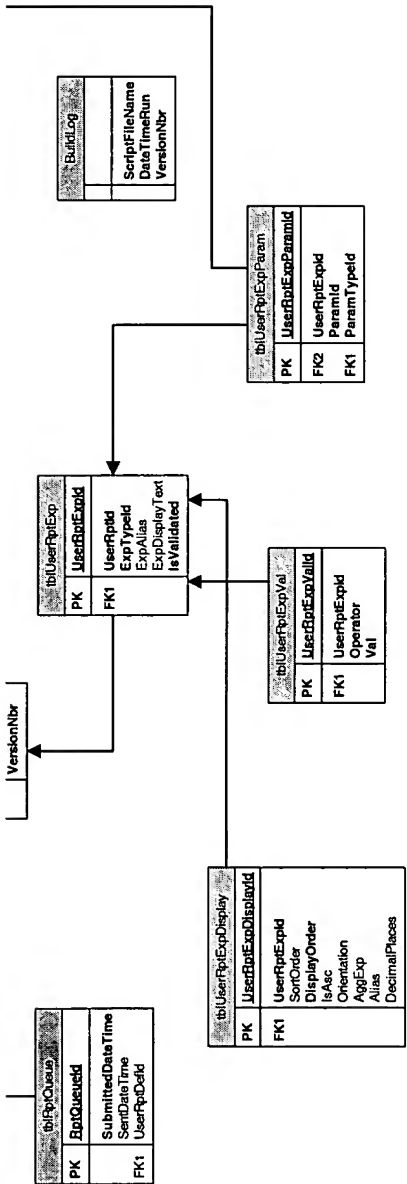 VersionNbr
tblRptQueue
PK RptQueueId
SubmittedDateTime
SentDateTime
FK1 UserRptDefId
tblUserRptExp
PK UserRptExpId
FK1 UserRptId
ExpTypeId
ExpAlias
ExpDisplayText
IsValidated
BuildLog
ScriptFileName
DateTimeRun
VersionNbr
tblUserRptExpDisplay
PK UserRptExpDisplayId
FK1 UserRptExpId
SortOrder
DisplayOrder
IsAsc
Orientation
AggExp
Alias
DecimalPlaces
tblUserRptExpVal
PK UserRptExpValId
FK1 UserRptExpId
Operator
Val
tblUserRptExpParam
PK UserRptExpParamId
FK2 UserRptExpId
ParamId
FK1 ParamTypeId